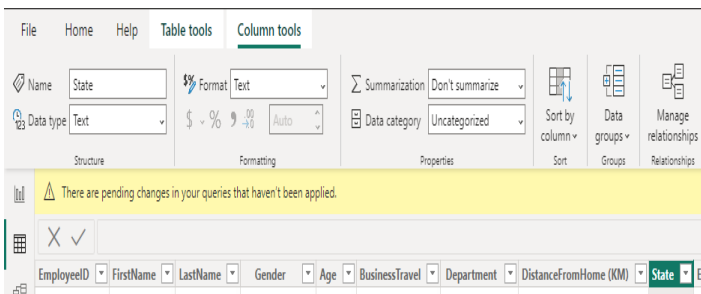 File Home Help Table tools Column tools
Name State $% Format Text Summarization Don't summarize
123 Data type Text $ % 9 .00 Auto Data category Uncategorized Sort by column Data groups Manage relationships
Structure Formatting Properties Sort Groups Relationships
There are pending changes in your queries that haven't been applied.
EmployeeID FirstName LastName Gender Age BusinessTravel Department DistanceFromHome (KM) State E